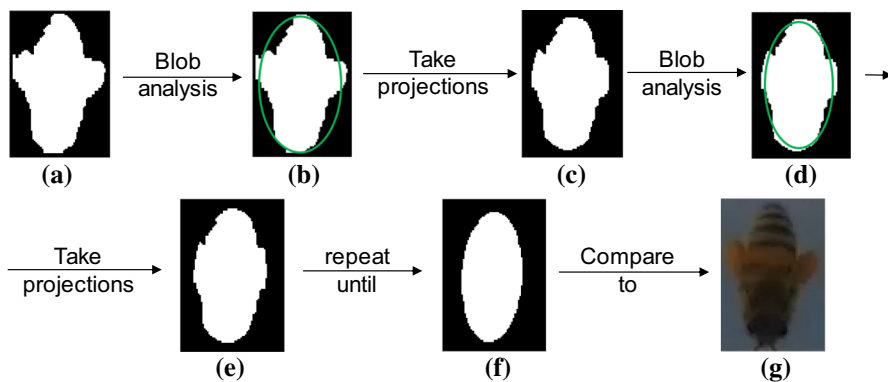 Blob
analysis
Take
projections
Blob
analysis
(a)
(b)
(c)
(d)
Take
projections
repeat
until
Compare
to
(e)
(f)
(g)